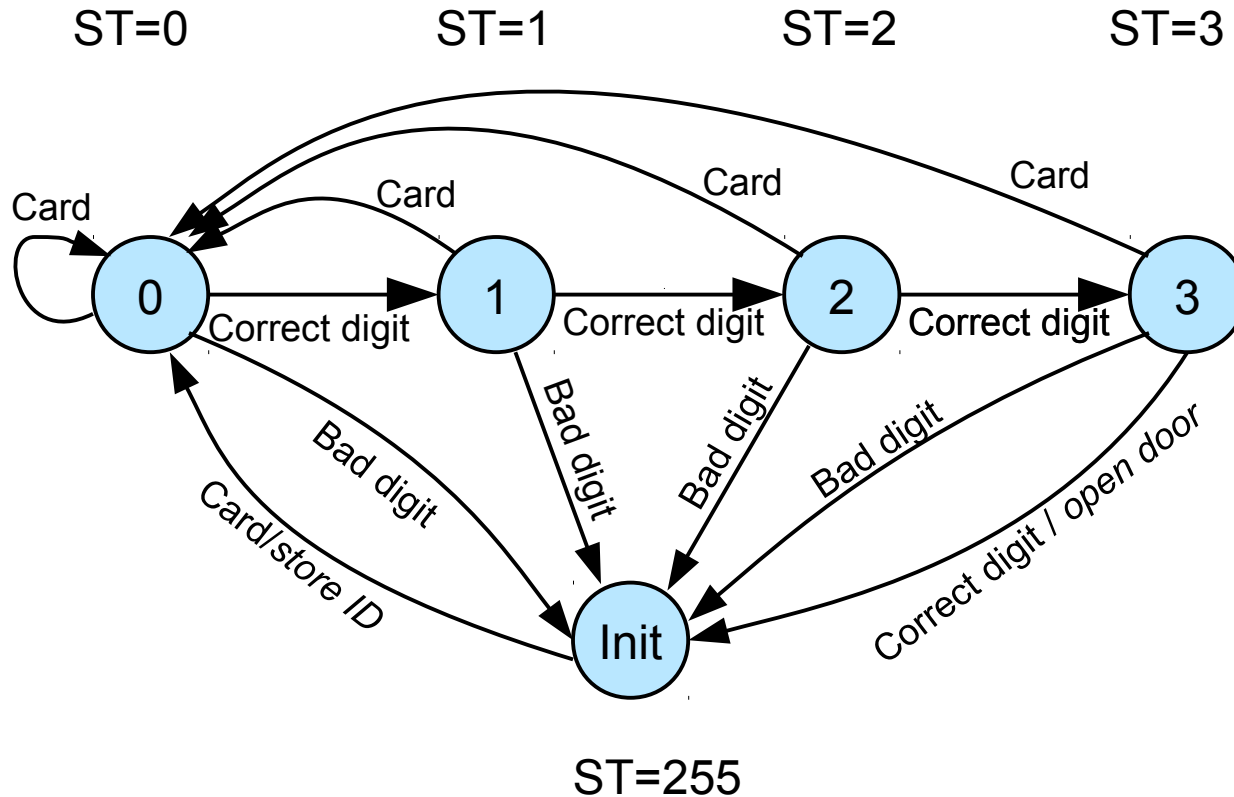 ST=0
ST=1
ST=2
ST=3
Card
Card
Card
Card
0
1
2
3
Correct digit
Correct digit
Correct digit
Bad digit
Bad digit
Bad digit
Bad digit
Card/store ID
Correct digit / open door
Init
ST=255